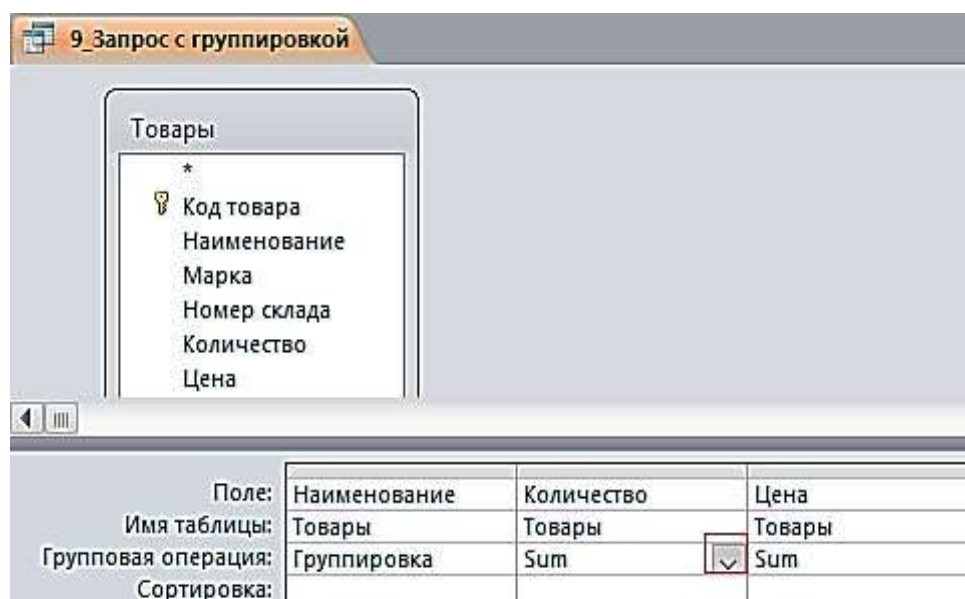 9_Запрос с группировкой
Товары
*
Код товара
Наименование
Марка
Номер склада
Количество
Цена
Поле: Наименование Количество Цена
Имя таблицы: Товары Товары Товары
Групповая операция: Группировка Sum Sum
Сортировка: